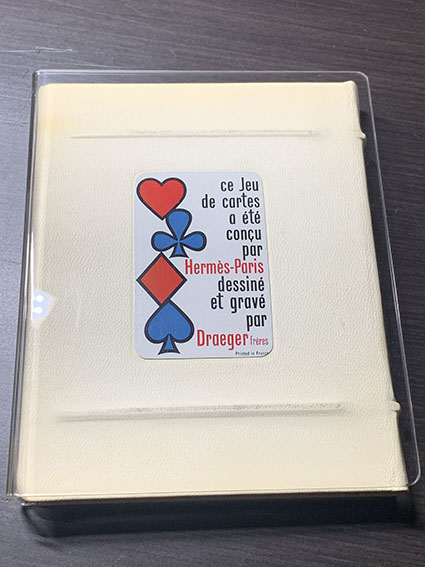 ce Jeu
de cartes
a été
conçu
par
Hermès-Paris
dessiné
et gravé
par
Draeger frères
Printed in France